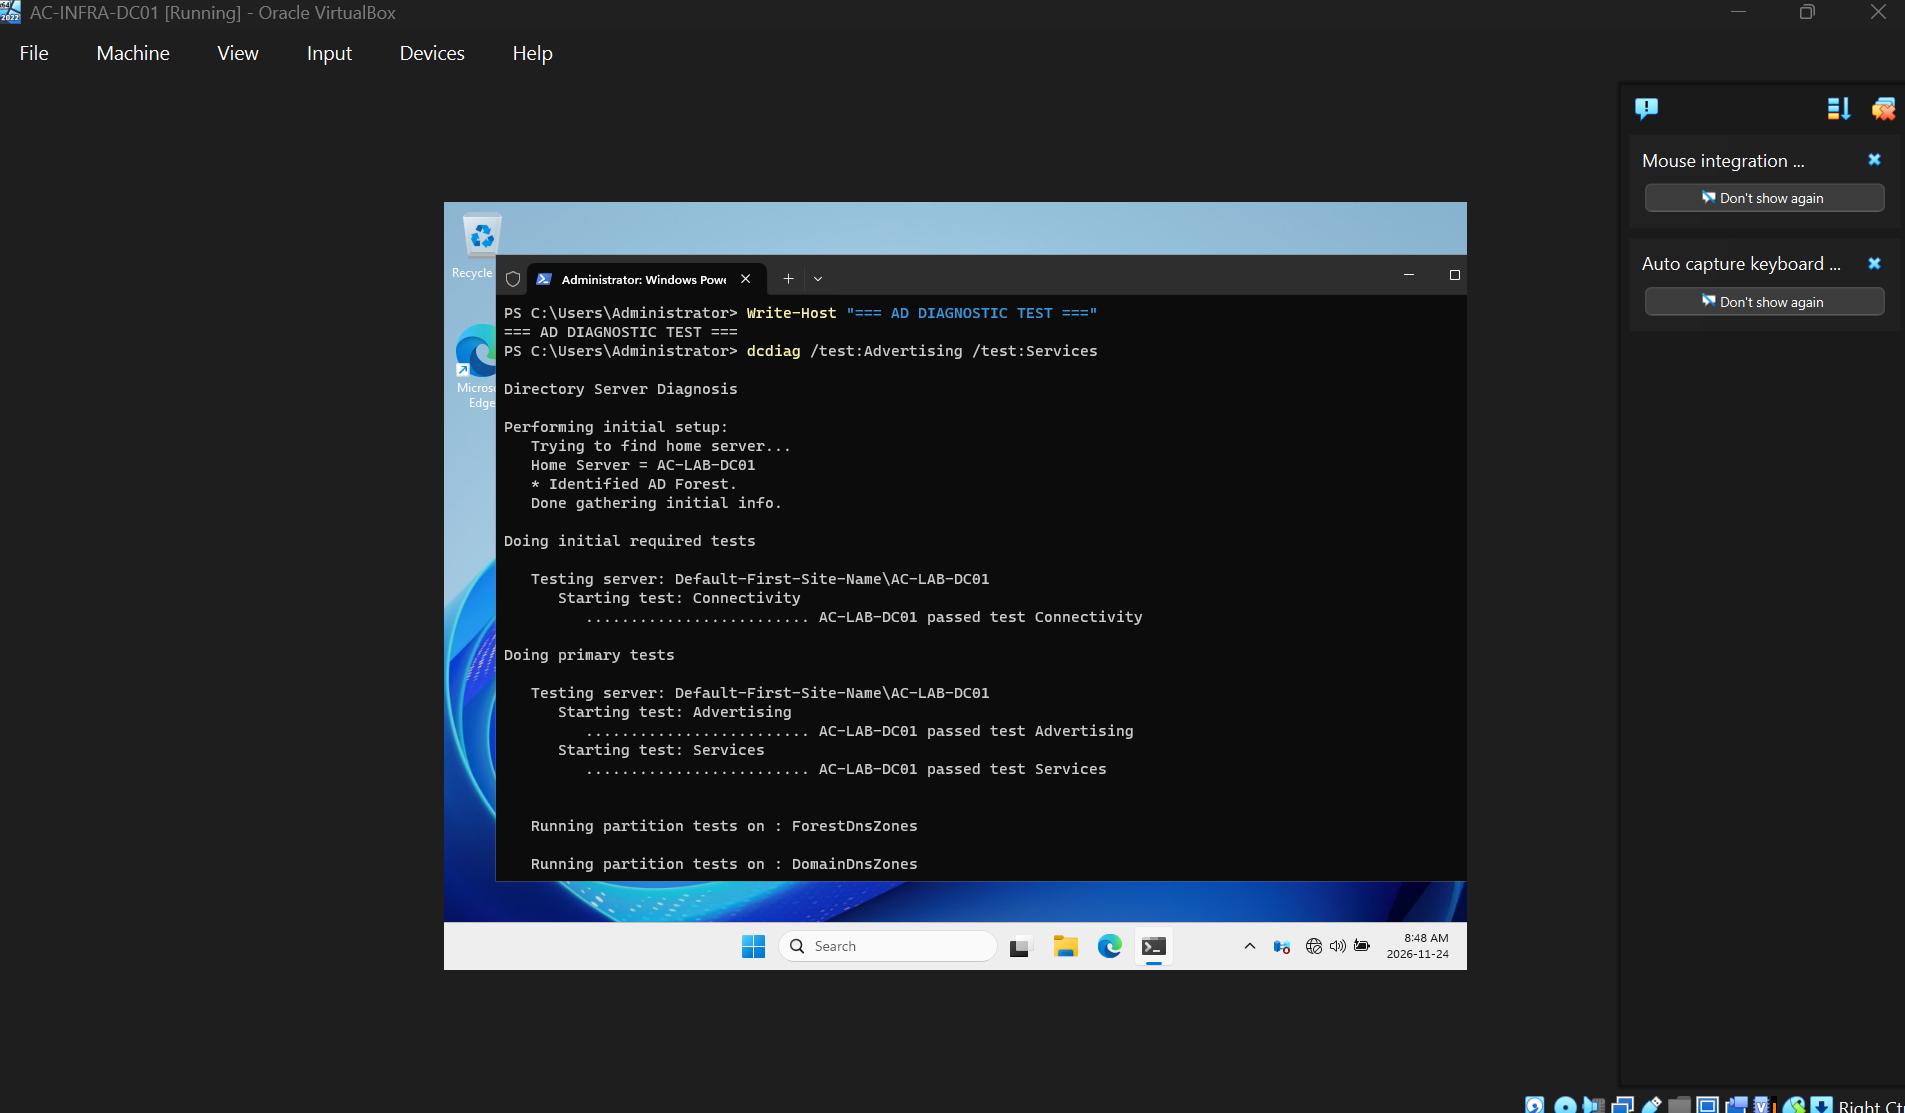 AC-INFRA-DC01 [Running] - Oracle VirtualBox
File Machine View Input Devices Help
Mouse integration ...
Don't show again
Auto capture keyboard ...
Don't show again
Recycle
Edge
Administrator: Windows Powe
PS C:\Users\Administrator> Write-Host "=== AD DIAGNOSTIC TEST ==="
=== AD DIAGNOSTIC TEST ===
PS C:\Users\Administrator> dcdiag /test:Advertising /test:Services
Directory Server Diagnosis
Performing initial setup:
Trying to find home server...
Home Server = AC-LAB-DC01
* Identified AD Forest.
Done gathering initial info.
Doing initial required tests
Testing server: Default-First-Site-Name\AC-LAB-DC01
Starting test: Connectivity
......................... AC-LAB-DC01 passed test Connectivity
Doing primary tests
Testing server: Default-First-Site-Name\AC-LAB-DC01
Starting test: Advertising
......................... AC-LAB-DC01 passed test Advertising
Starting test: Services
......................... AC-LAB-DC01 passed test Services
Running partition tests on : ForestDnsZones
Running partition tests on : DomainDnsZones
Search
8:48 AM
2026-11-24
Right Ct